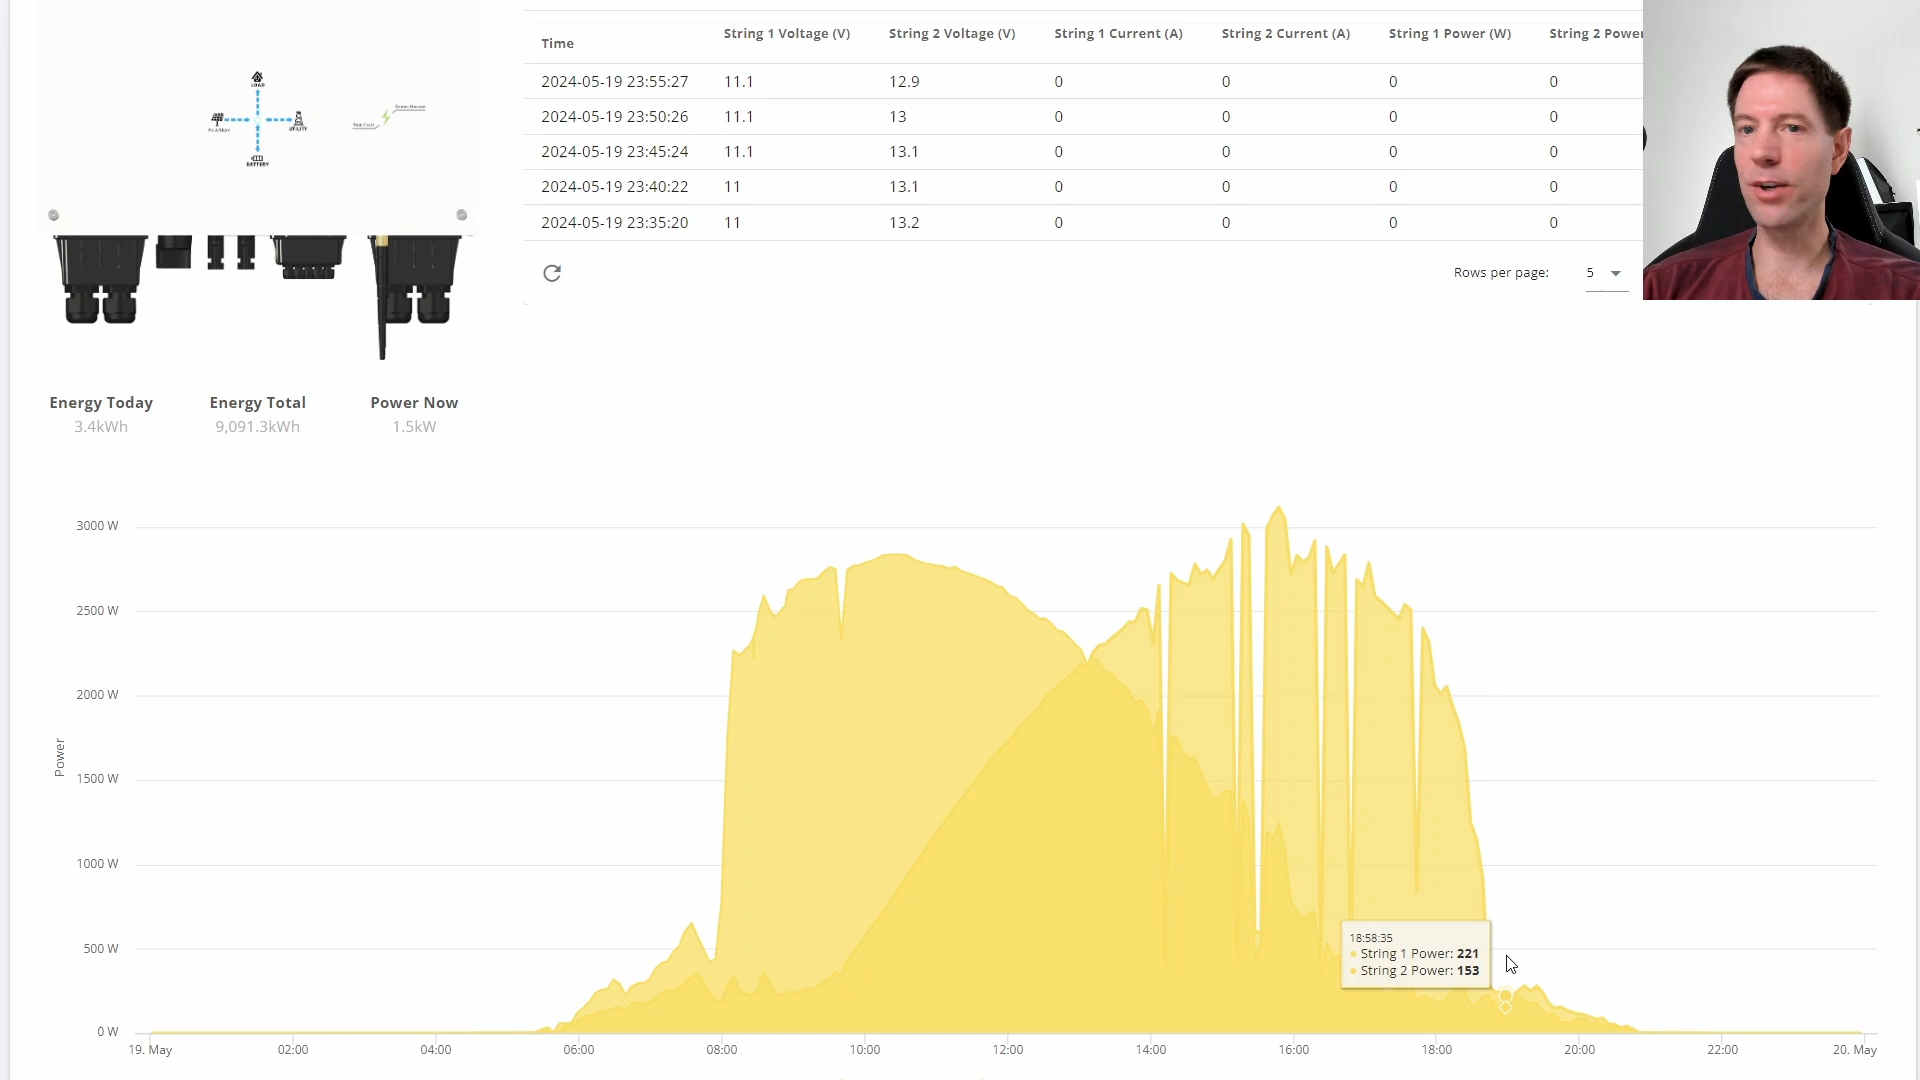 Time String 1 Voltage (V) String 2 Voltage (V) String 1 Current (A) String 2 Current (A) String 1 Power (W) String 2 Power
2024-05-19 23:55:27 11.1 12.9 0 0 0 0
2024-05-19 23:50:26 11.1 13 0 0 0 0
2024-05-19 23:45:24 11.1 13.1 0 0 0 0
2024-05-19 23:40:22 11 13.1 0 0 0 0
2024-05-19 23:35:20 11 13.2 0 0 0 0
Rows per page: 5
LOAD
UTILITY
BATTERY
Energy Today Energy Total Power Now
3.4kWh 9,091.3kWh 1.5kW
3000 W
2500 W
2000 W
1500 W
1000 W
500 W
0 W
Power
18:58:35
String 1 Power: 221
String 2 Power: 153
19. May 02:00 04:00 06:00 08:00 10:00 12:00 14:00 16:00 18:00 20:00 22:00 20. May